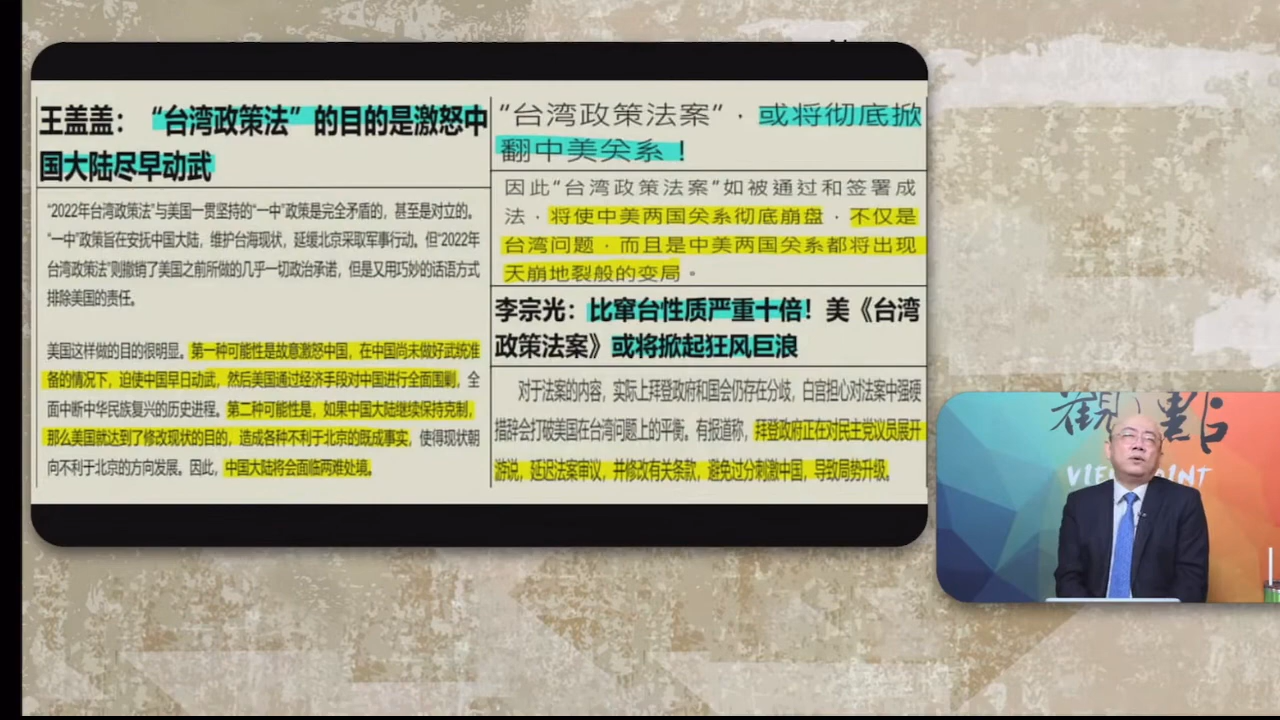 王盖盖：“台湾政策法”的目的是激怒中
国大陆尽早动武
“2022年台湾政策法”与美国一贯坚持的“一中”政策是完全矛盾的，甚至是对立的。
“一中”政策旨在安抚中国大陆，维护台海现状，延缓北京采取军事行动。但“2022年
台湾政策法”则撤销了美国之前所做的几乎一切政治承诺，但是又用巧妙的话语方式
排除美国的责任。
美国这样做的目的很明显。第一种可能性是故意激怒中国，在中国尚未做好武统准
备的情况下，迫使中国早日动武，然后美国通过经济手段对中国进行全面围剿，全
面中断中华民族复兴的历史进程。第二种可能性是，如果中国大陆继续保持克制，
那么美国就达到了修改现状的目的，造成各种不利于北京的既成事实，使得现状朝
向不利于北京的方向发展。因此，中国大陆将会面临两难处境。
“台湾政策法案”，或将彻底掀
翻中美关系！
因此“台湾政策法案”如被通过和签署成
法，将使中美两国关系彻底崩盘，不仅是
台湾问题，而且是中美两国关系都将出现
天崩地裂般的变局。
李宗光：比窜台性质严重十倍！美《台湾
政策法案》或将掀起狂风巨浪
对于法案的内容，实际上拜登政府和国会仍存在分歧，白宫担心对法案中强硬
措辞会打破美国在台湾问题上的平衡。有报道称，拜登政府正在对民主党议员展开
游说，延迟法案审议，并修改有关条款，避免过分刺激中国，导致局势升级。
觀點
VIEWPOINT